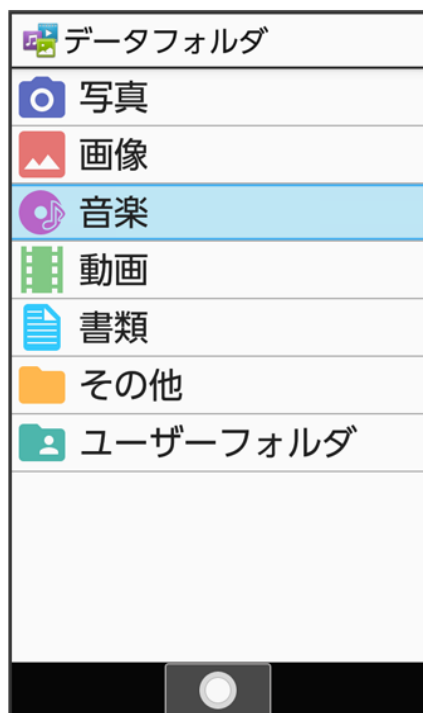 データフォルダ
写真
画像
音楽
動画
書類
その他
ユーザーフォルダ